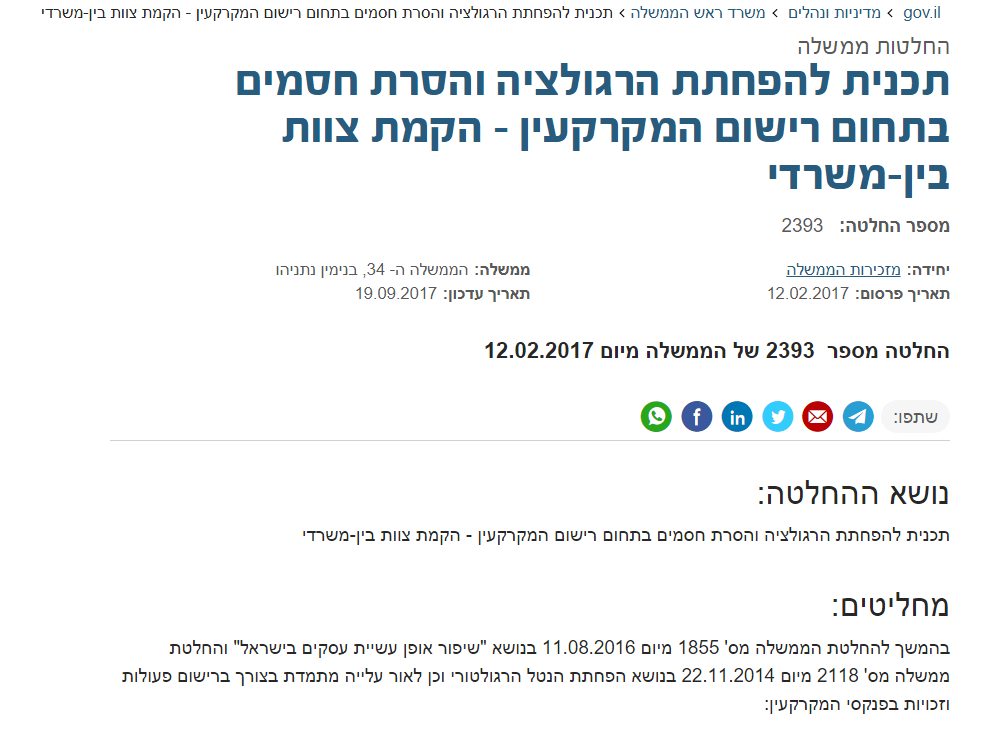 gov.il > מדיניות ונהלים > משרד ראש הממשלה > תכנית להפחתת הרגולציה והסרת חסמים בתחום רישום המקרקעין - הקמת צוות בין-משרדי
החלטות ממשלה
תכנית להפחתת הרגולציה והסרת חסמים
בתחום רישום המקרקעין - הקמת צוות
בין-משרדי
מספר החלטה: 2393
יחידה: מזכירות הממשלה
תאריך פרסום: 12.02.2017
ממשלה: הממשלה ה- 34, בנימין נתניהו
תאריך עדכון: 19.09.2017
החלטה מספר 2393 של הממשלה מיום 12.02.2017
שתפו:
נושא ההחלטה:
תכנית להפחתת הרגולציה והסרת חסמים בתחום רישום המקרקעין - הקמת צוות בין-משרדי
מחליטים:
בהמשך להחלטת הממשלה מס' 1855 מיום 11.08.2016 בנושא "שיפור אופן עשיית עסקים בישראל" והחלטת
ממשלה מס' 2118 מיום 22.11.2014 בנושא הפחתת הנטל הרגולטורי וכן לאור עלייה מתמדת בצורך ברישום פעולות
וזכויות בפנקסי המקרקעין: